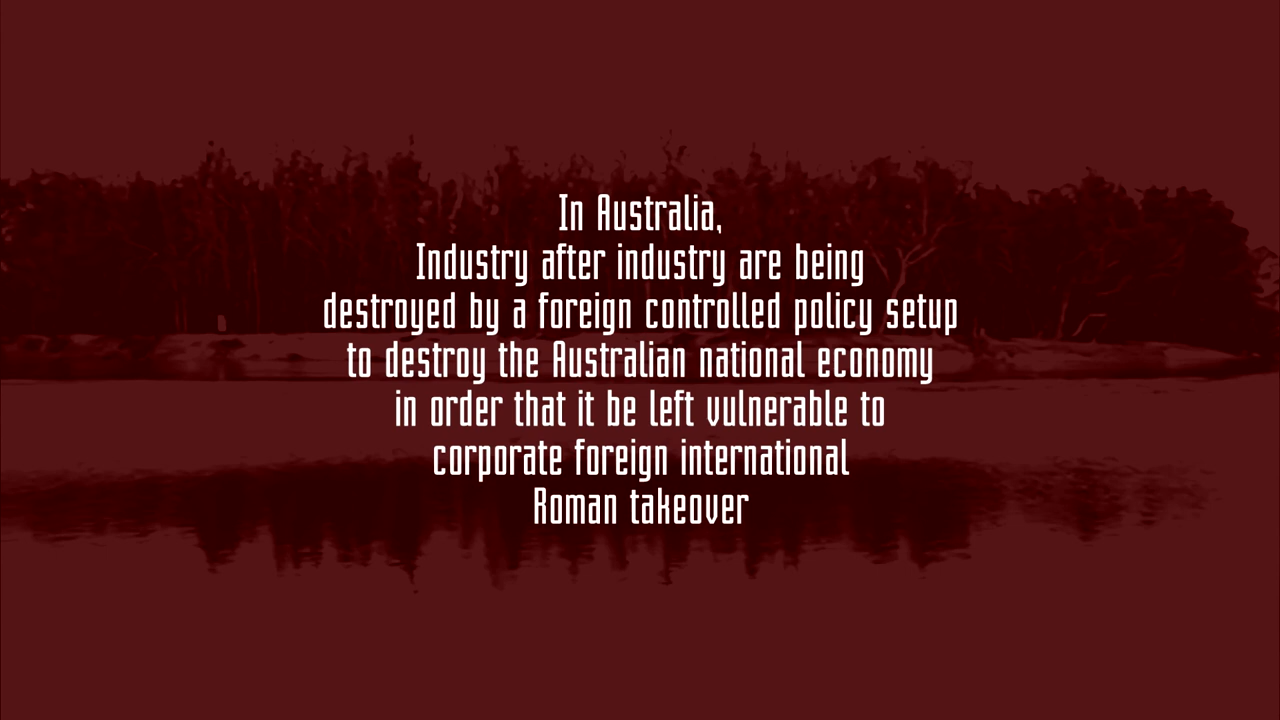 In Australia,
Industry after industry are being
destroyed by a foreign controlled policy setup
to destroy the Australian national economy
in order that it be left vulnerable to
corporate foreign international
Roman takeover